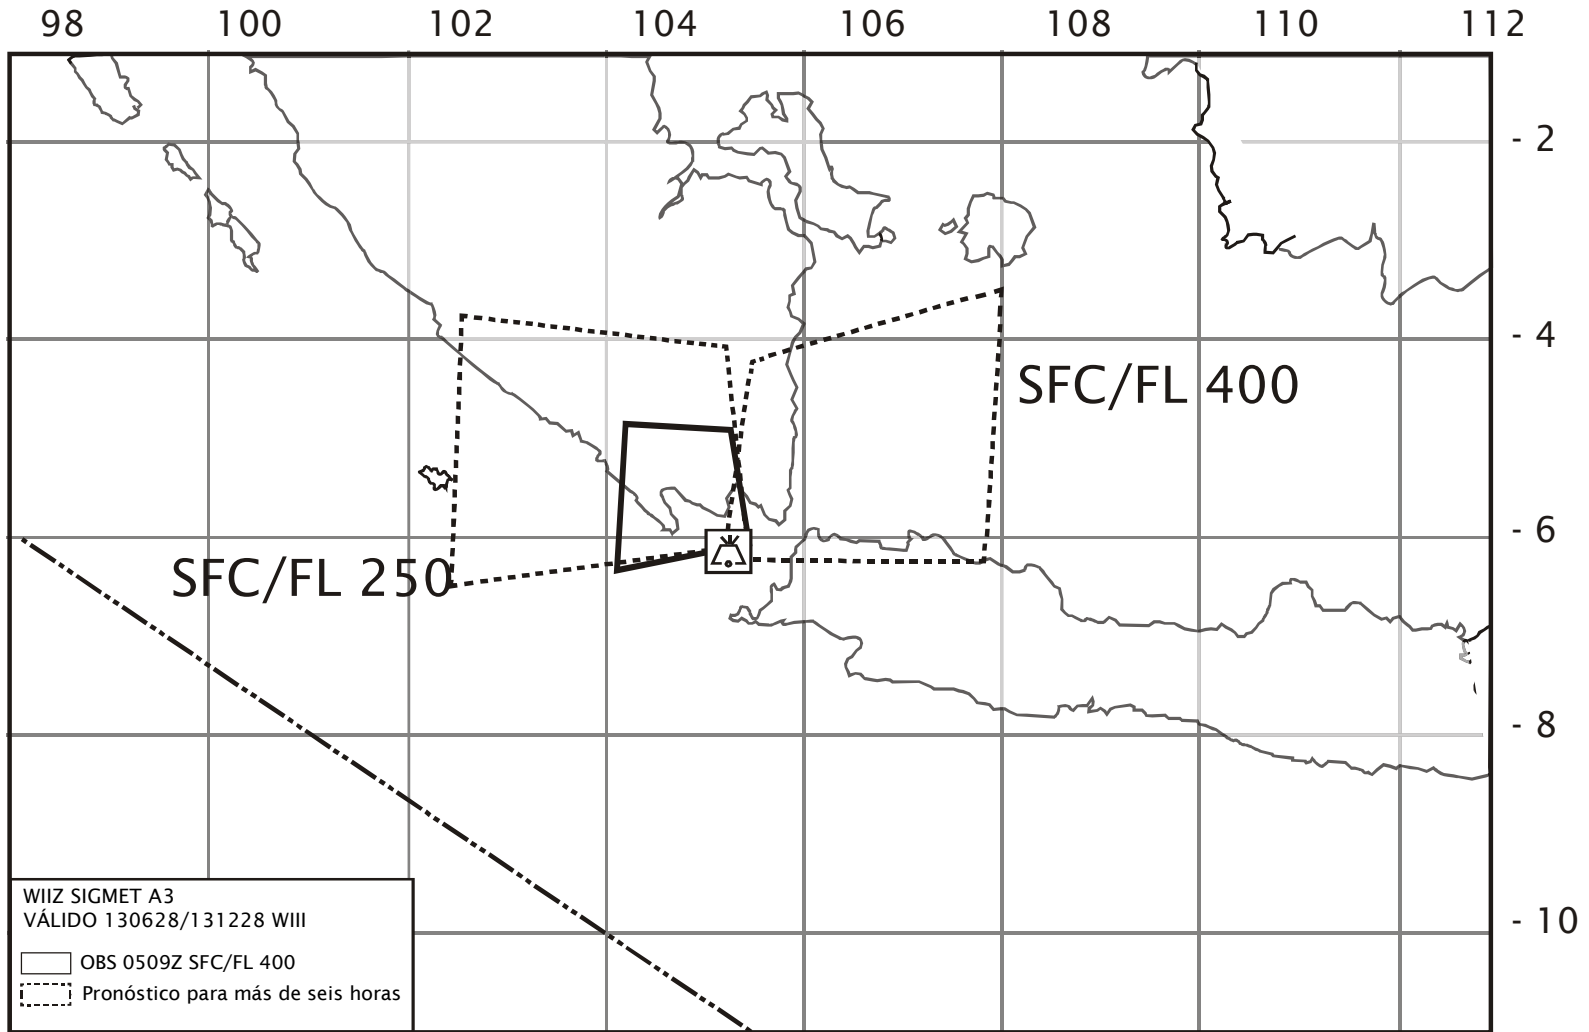 98 100 102 104 106 108 110 112
- 2
- 4
SFC/FL 400
- 6
SFC/FL 250
- 8
WIIZ SIGMET A3
VÁLIDO 130628/131228 WIII
- 10
OBS 0509Z SFC/FL 400
Pronóstico para más de seis horas